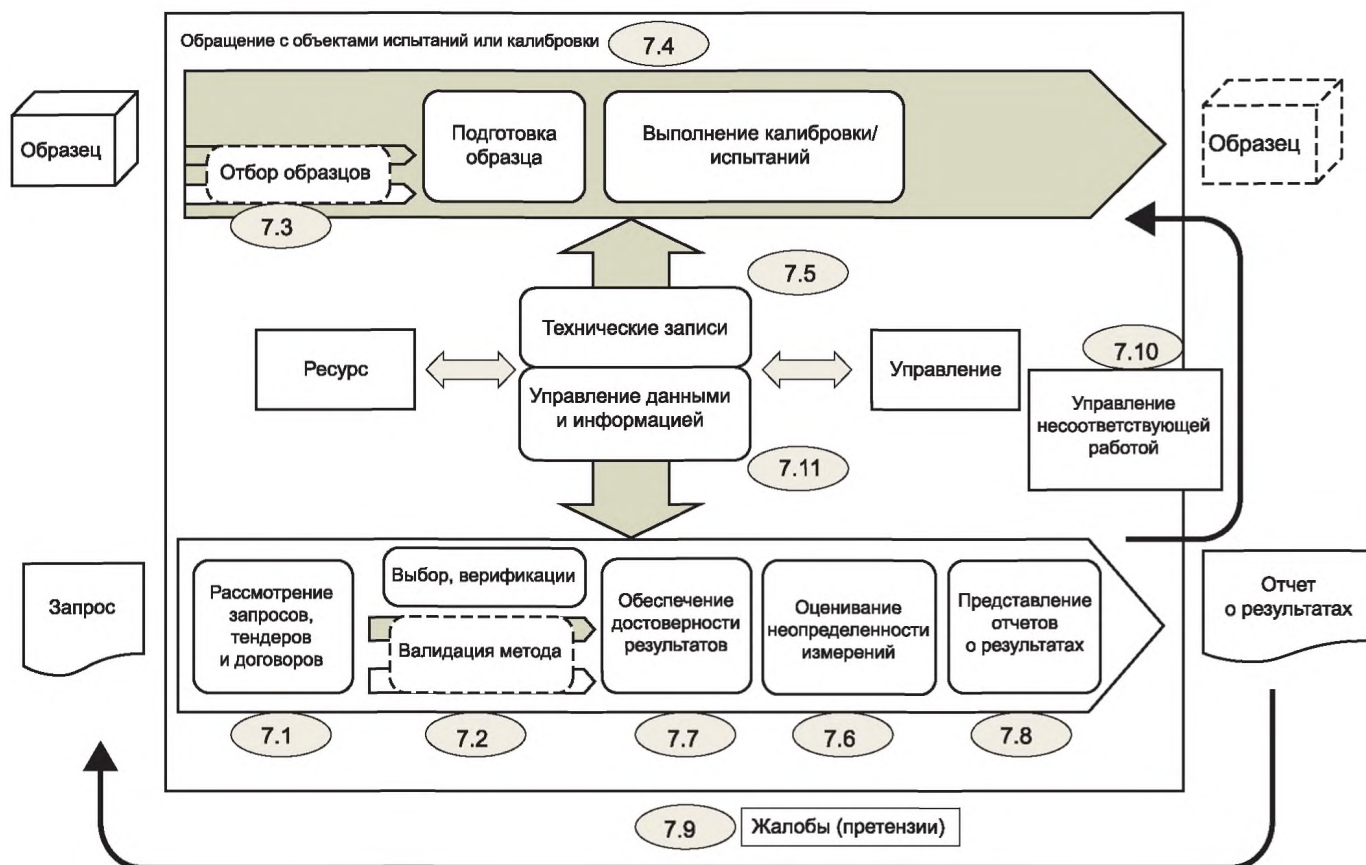 Обращение с объектами испытаний или калибровки
7.4
Образец
Подготовка
образца
Выполнение калибровки/
испытаний
Образец
Отбор образцов
7.3
7.5
Технические записи
Ресурс
Управление
7.10
Управление данными
и информацией
Управление
несоответствующей
работой
7.11
Запрос
Рассмотрение
запросов,
тендеров
и договоров
Выбор, верификации
Валидация метода
Обеспечение
достоверности
результатов
Оценивание
неопределенности
измерений
Представление
отчетов
о результатах
Отчет
о результатах
7.1
7.2
7.7
7.6
7.8
7.9
Жалобы (претензии)